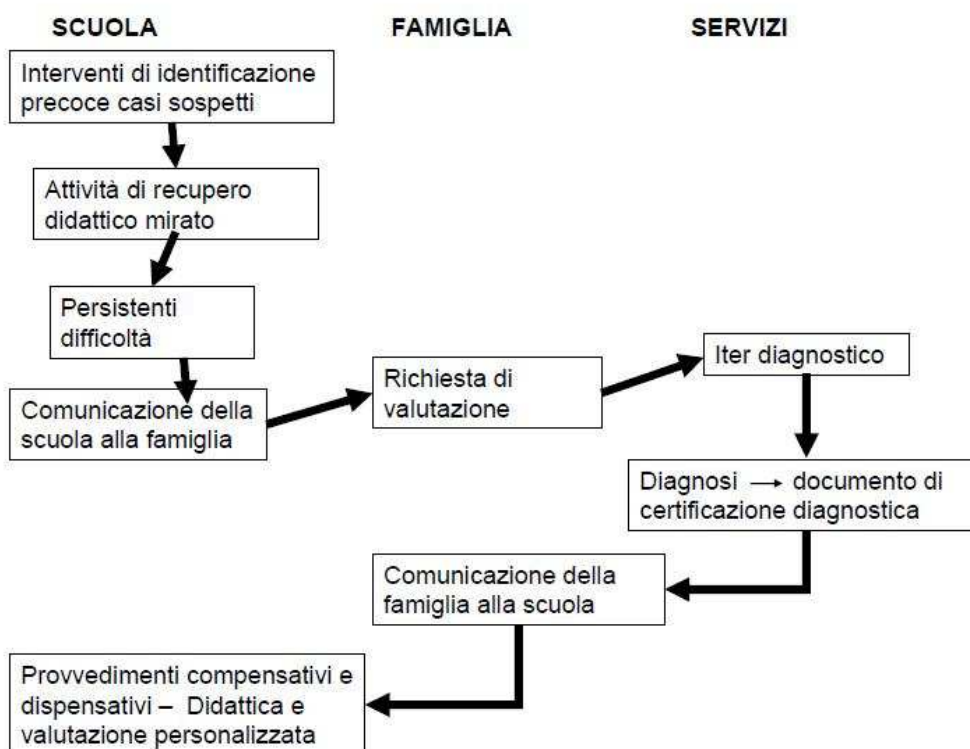 SCUOLA
FAMIGLIA
SERVIZI
Interventi di identificazione
precoce casi sospetti
Attività di recupero
didattico mirato
Persistenti
difficoltà
Comunicazione della
scuola alla famiglia
Richiesta di
valutazione
Iter diagnostico
Diagnosi → documento di
certificazione diagnostica
Comunicazione della
famiglia alla scuola
Provvedimenti compensativi e
dispensativi – Didattica e
valutazione personalizzata